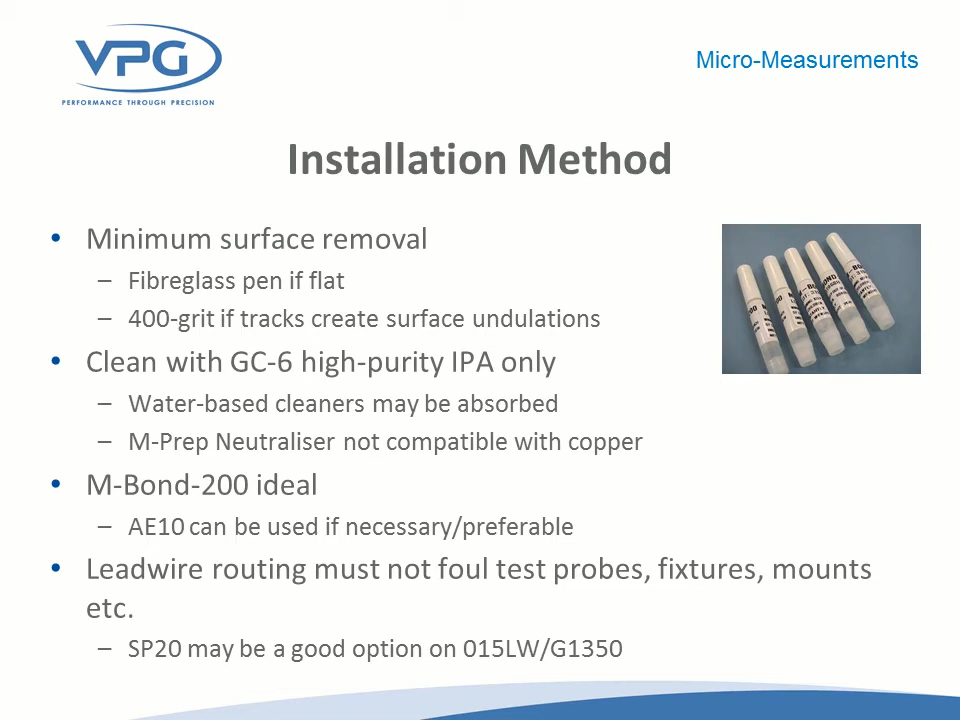 VPG
PERFORMANCE THROUGH PRECISION
Micro-Measurements
Installation Method
• Minimum surface removal
– Fibreglass pen if flat
– 400-grit if tracks create surface undulations
• Clean with GC-6 high-purity IPA only
– Water-based cleaners may be absorbed
– M-Prep Neutraliser not compatible with copper
• M-Bond-200 ideal
– AE10 can be used if necessary/preferable
• Leadwire routing must not foul test probes, fixtures, mounts
etc.
– SP20 may be a good option on 015LW/G1350